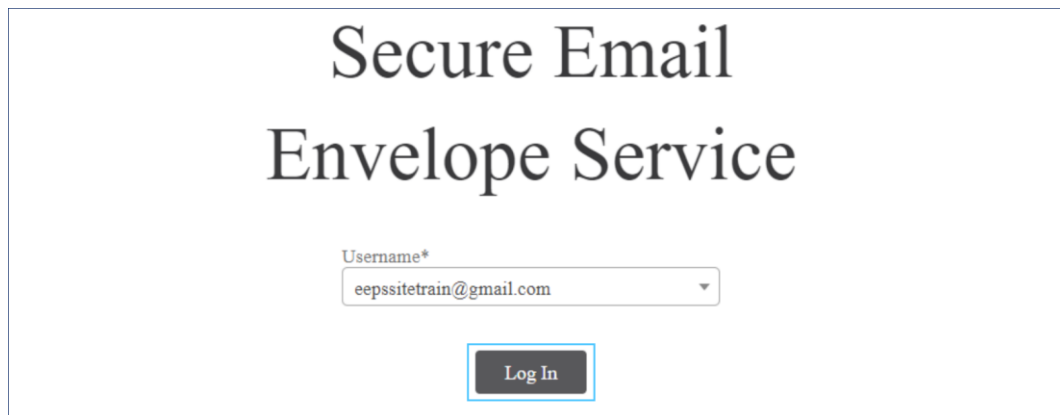 Secure Email
Envelope Service
Username*
eepssitetrain@gmail.com
Log In